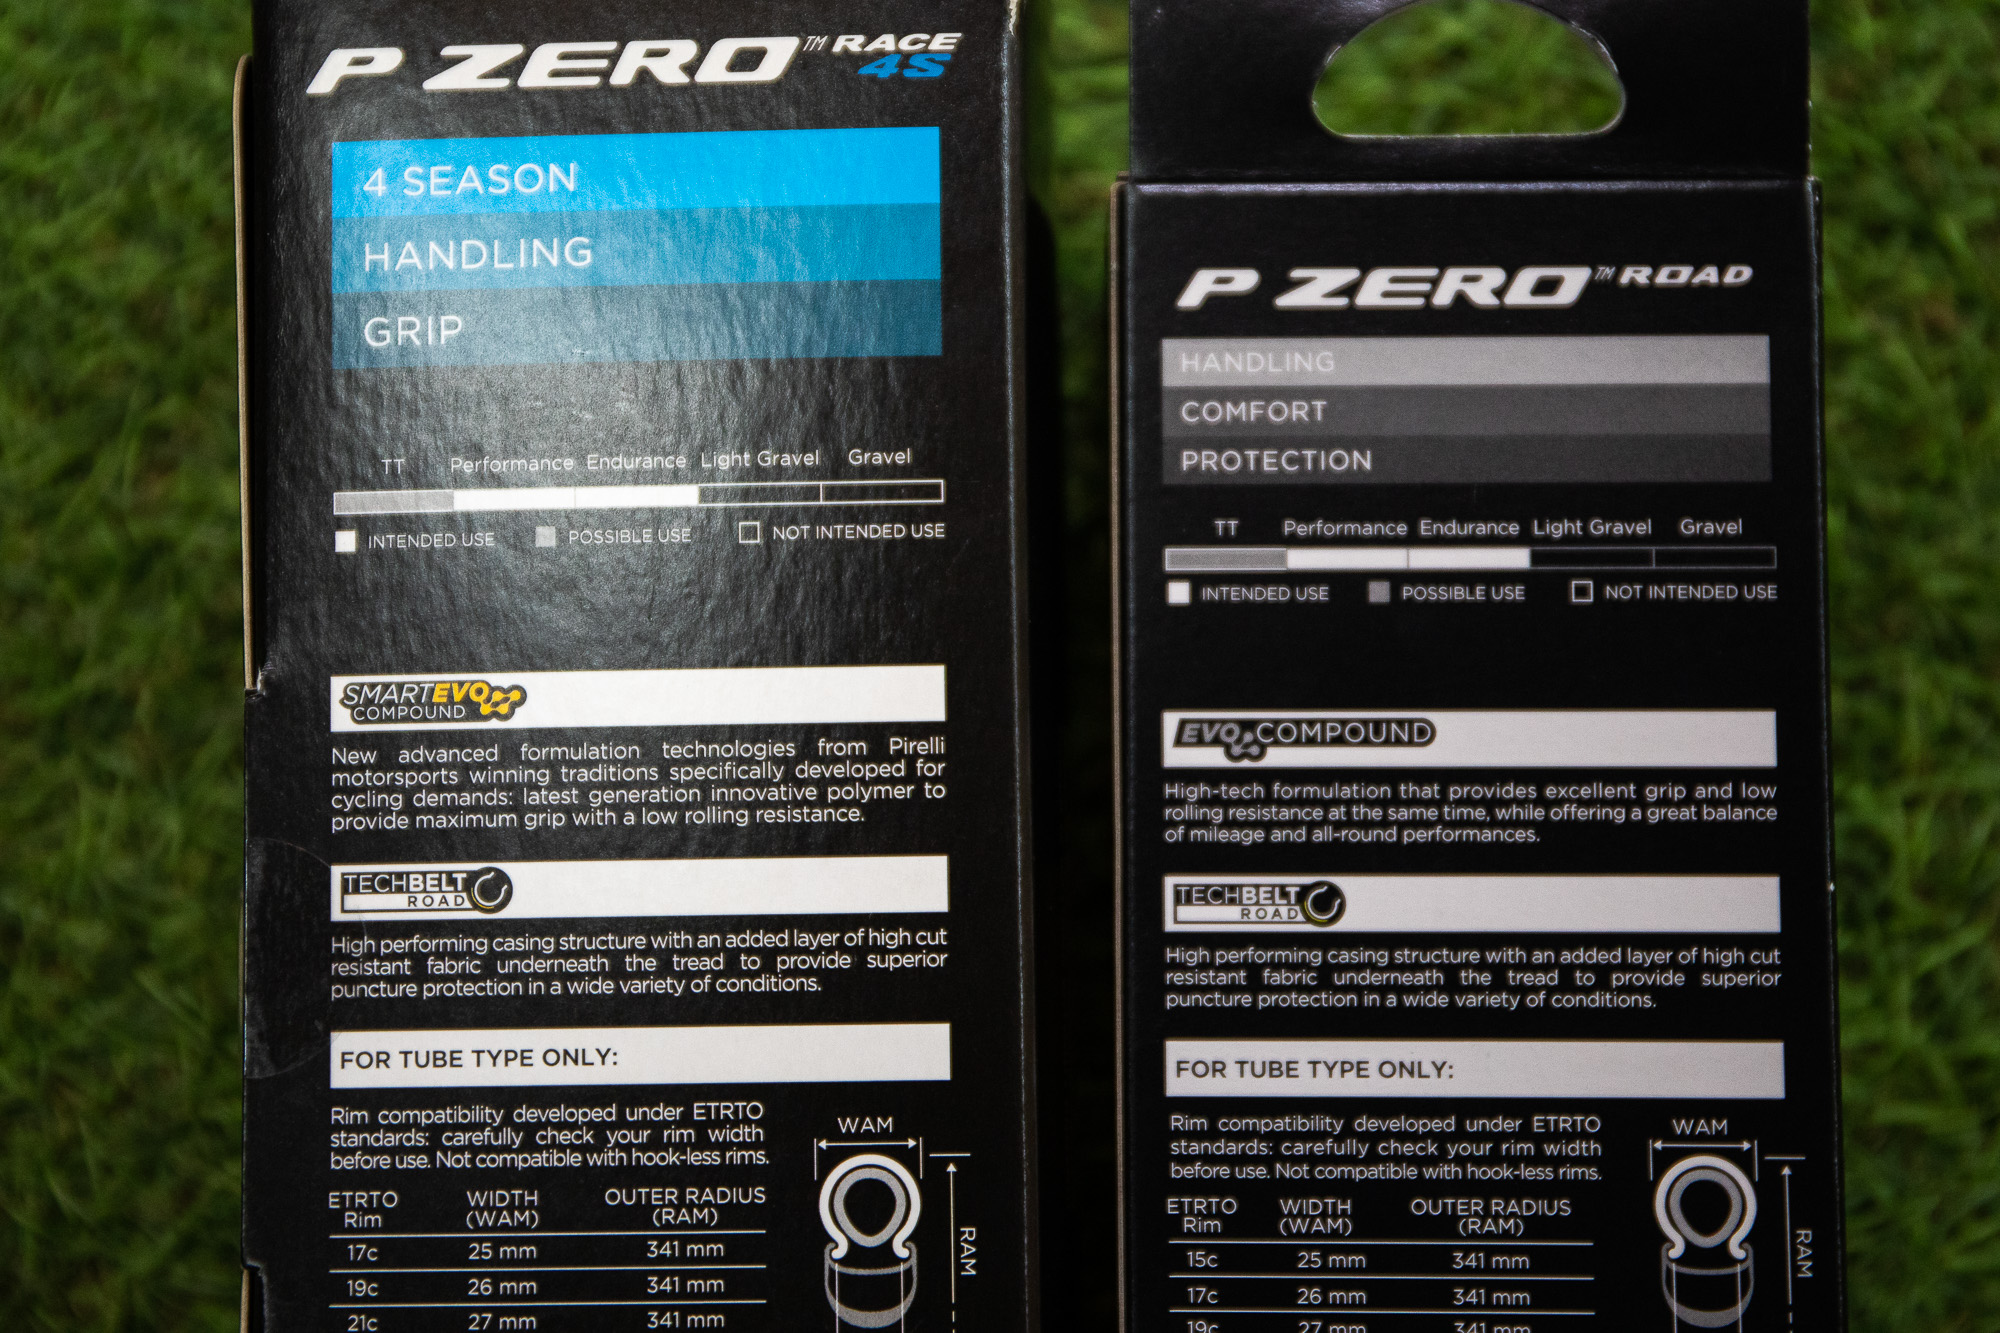 P ZERO™ RACE
4S
4 SEASON
HANDLING
GRIP
TT Performance Endurance Light Gravel Gravel
INTENDED USE POSSIBLE USE NOT INTENDED USE
SMARTEVO
COMPOUND
New advanced formulation technologies from Pirelli
motorsports winning traditions specifically developed for
cycling demands: latest generation innovative polymer to
provide maximum grip with a low rolling resistance.
TECHBELT
ROAD
High performing casing structure with an added layer of high cut
resistant fabric underneath the tread to provide superior
puncture protection in a wide variety of conditions.
FOR TUBE TYPE ONLY:
Rim compatibility developed under ETRTO
standards: carefully check your rim width
before use. Not compatible with hook-less rims.
WAM
RAM
ETRTO Rim WIDTH (WAM) OUTER RADIUS (RAM)
17c 25 mm 341 mm
19c 26 mm 341 mm
21c 27 mm 341 mm
P ZERO™ ROAD
HANDLING
COMFORT
PROTECTION
TT Performance Endurance Light Gravel Gravel
INTENDED USE POSSIBLE USE NOT INTENDED USE
EVO COMPOUND
High-tech formulation that provides excellent grip and low
rolling resistance at the same time, while offering a great balance
of mileage and all-round performances.
TECHBELT
ROAD
High performing casing structure with an added layer of high cut
resistant fabric underneath the tread to provide superior
puncture protection in a wide variety of conditions.
FOR TUBE TYPE ONLY:
Rim compatibility developed under ETRTO
standards: carefully check your rim width
before use. Not compatible with hook-less rims.
WAM
RAM
ETRTO Rim WIDTH (WAM) OUTER RADIUS (RAM)
15c 25 mm 341 mm
17c 26 mm 341 mm
19c 27 mm 341 mm